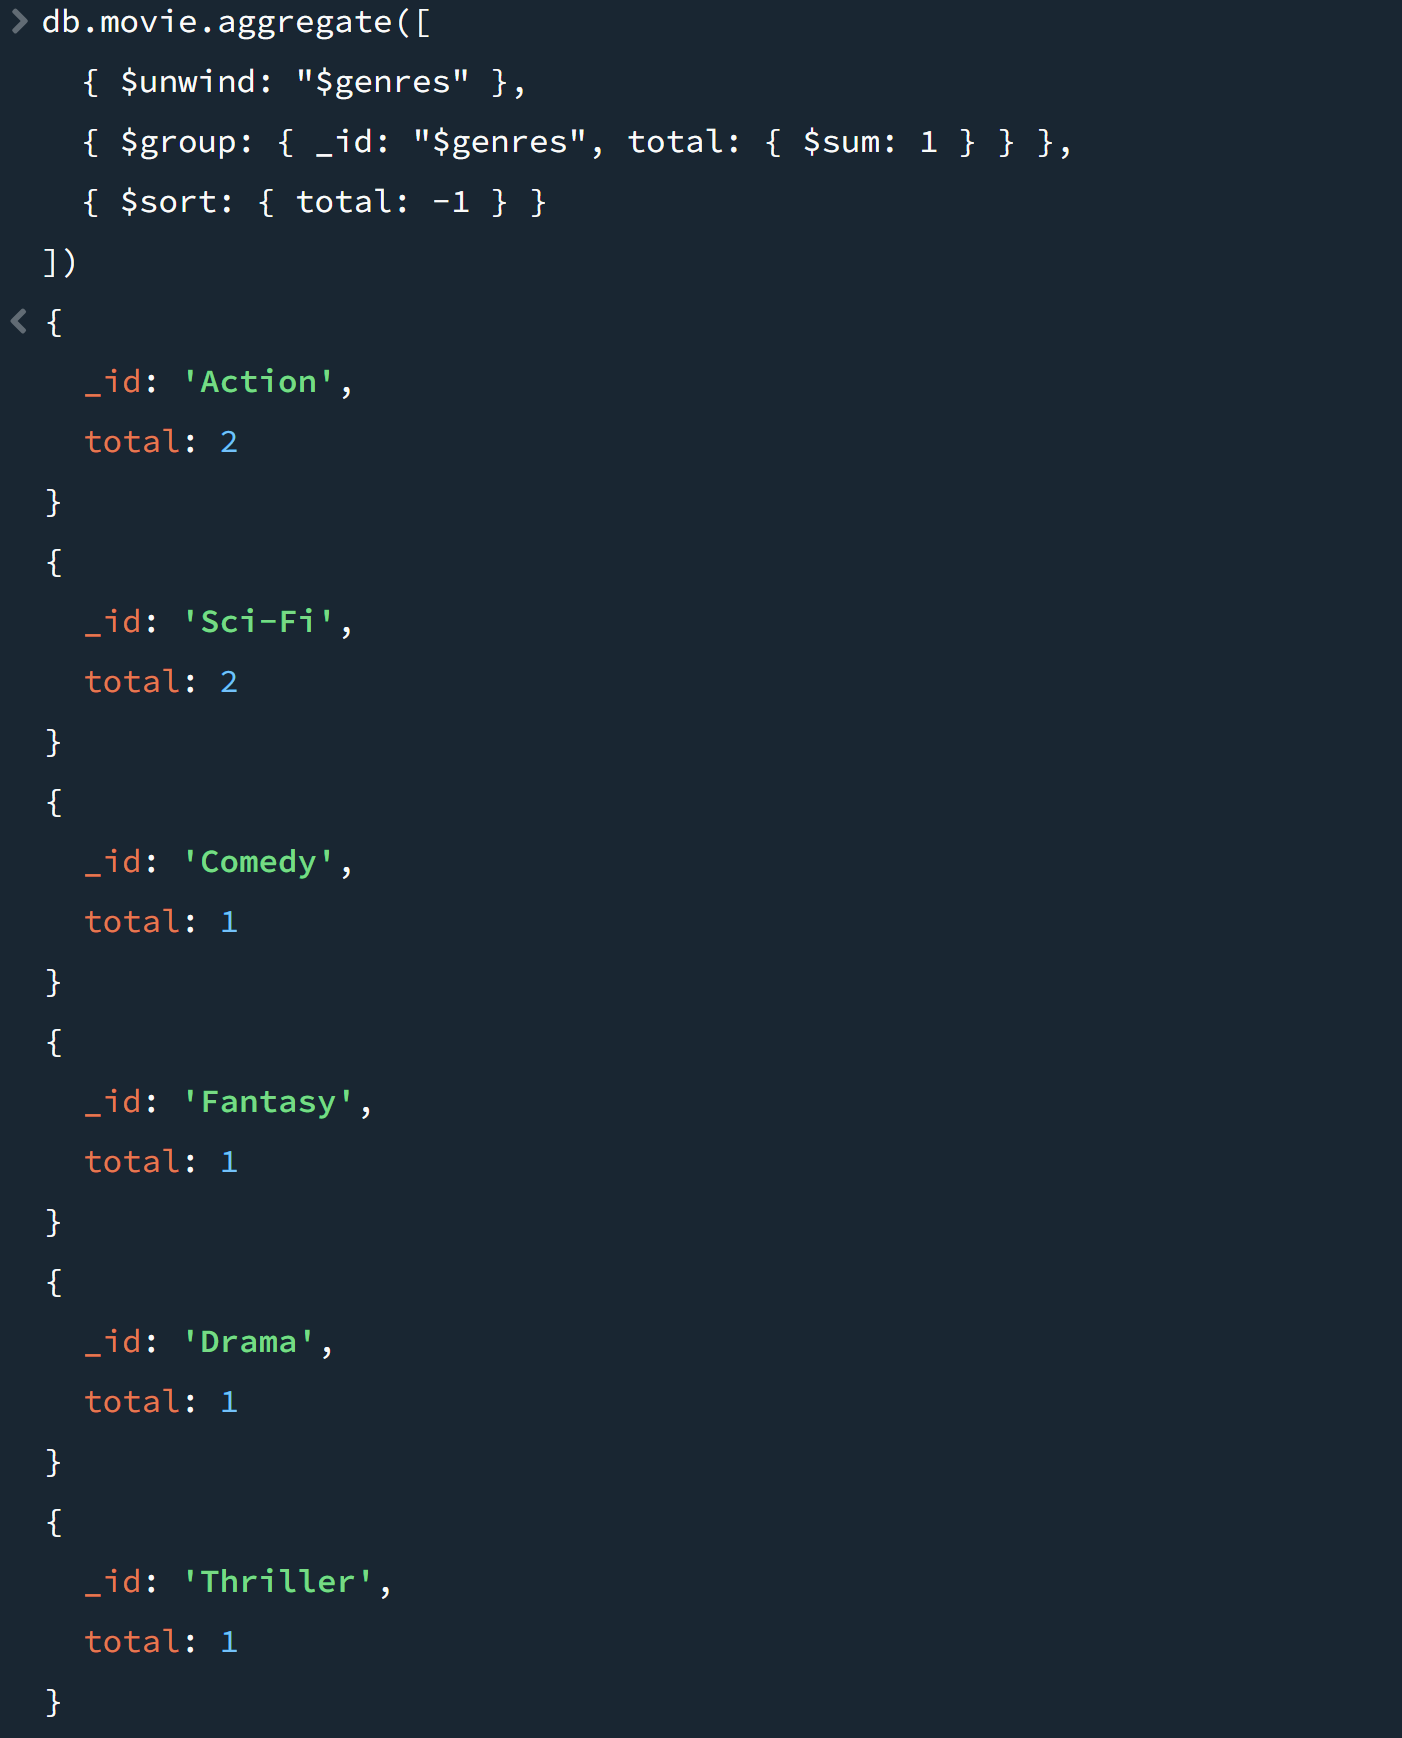 > db.movie.aggregate([
{ $unwind: "$genres" },
{ $group: { _id: "$genres", total: { $sum: 1 } } },
{ $sort: { total: -1 } }
])
< {
_id: 'Action',
total: 2
}
{
_id: 'Sci-Fi',
total: 2
}
{
_id: 'Comedy',
total: 1
}
{
_id: 'Fantasy',
total: 1
}
{
_id: 'Drama',
total: 1
}
{
_id: 'Thriller',
total: 1
}